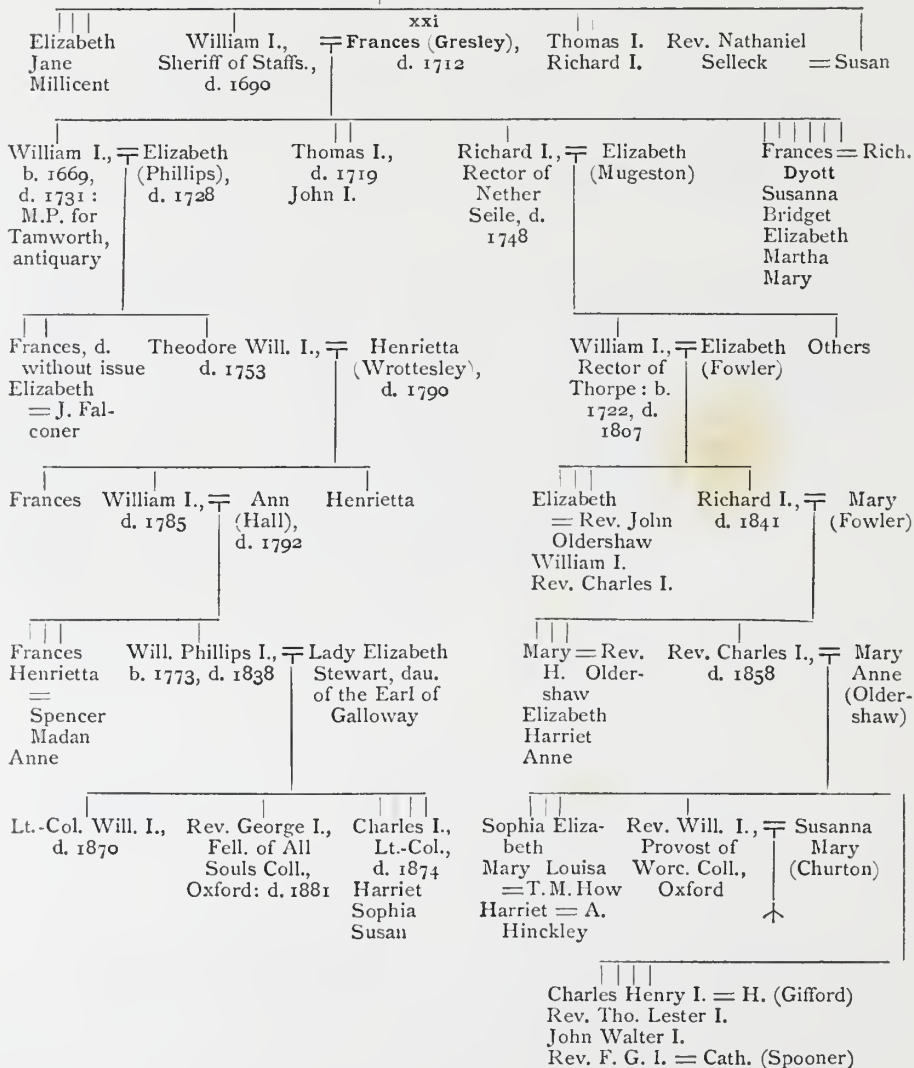 xxi
Elizabeth
Jane
Millicent
William I.,
Sheriff of Staffs.,
d. 1690
= Frances (Gresley),
d. 1712
Thomas I.
Richard I.
Rev. Nathaniel
Selleck
= Susan
William I.,
b. 1669,
d. 1731 :
M.P. for
Tamworth,
antiquary
= Elizabeth
(Phillips),
d. 1728
Thomas I.,
d. 1719
John I.
Richard I.,
Rector of
Nether
Seile, d.
1748
= Elizabeth
(Mugeston)
Frances = Rich.
Dyott
Susanna
Bridget
Elizabeth
Martha
Mary
Frances, d.
without issue
Elizabeth
= J. Fal-
coner
Theodore Will. I.,
d. 1753
= Henrietta
(Wrottesley),
d. 1790
William I.,
Rector of
Thorpe : b.
1722, d.
1807
= Elizabeth
(Fowler)
Others
Frances
William I.,
d. 1785
= Ann
(Hall),
d. 1792
Henrietta
Elizabeth
= Rev. John
Oldershaw
William I.
Rev. Charles I.
Richard I.,
d. 1841
= Mary
(Fowler)
Frances
Henrietta
=
Spencer
Madan
Anne
Will. Phillips I.,
b. 1773, d. 1838
= Lady Elizabeth
Stewart, dau.
of the Earl of
Galloway
Mary = Rev.
H. Older-
shaw
Elizabeth
Harriet
Anne
Rev. Charles I.,
d. 1858
= Mary
Anne
(Older-
shaw)
Lt.-Col. Will. I.,
d. 1870
Rev. George I.,
Fell. of All
Souls Coll.,
Oxford: d. 1881
Charles I.,
Lt.-Col.,
d. 1874
Harriet
Sophia
Susan
Sophia Eliza-
beth
Mary Louisa
= T. M. How
Harriet = A.
Hinckley
Rev. Will. I.,
Provost of
Worc. Coll.,
Oxford
= Susanna
Mary
(Churton)
Charles Henry I. = H. (Gifford)
Rev. Tho. Lester I.
John Walter I.
Rev. F. G. I. = Cath. (Spooner)